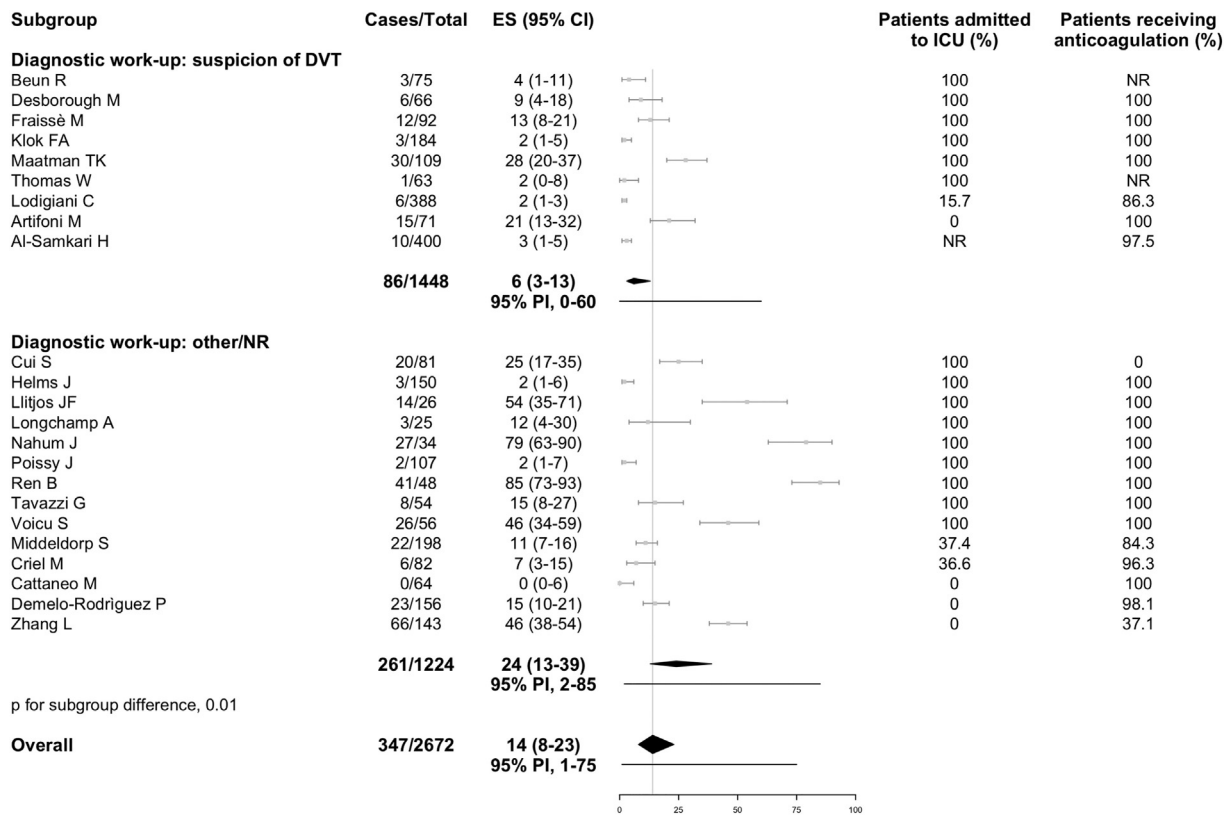 Subgroup Cases/Total ES (95% CI) Patients admitted to ICU (%) Patients receiving anticoagulation (%)
Diagnostic work-up: suspicion of DVT
Beun R 3/75 4 (1-11) 100 NR
Desborough M 6/66 9 (4-18) 100 100
Fraissè M 12/92 13 (8-21) 100 100
Klok FA 3/184 2 (1-5) 100 100
Maatman TK 30/109 28 (20-37) 100 100
Thomas W 1/63 2 (0-8) 100 NR
Lodigiani C 6/388 2 (1-3) 15.7 86.3
Artifoni M 15/71 21 (13-32) 0 100
Al-Samkari H 10/400 3 (1-5) NR 97.5
86/1448 6 (3-13)
95% PI, 0-60
Diagnostic work-up: other/NR
Cui S 20/81 25 (17-35) 100 0
Helms J 3/150 2 (1-6) 100 100
Llitjos JF 14/26 54 (35-71) 100 100
Longchamp A 3/25 12 (4-30) 100 100
Nahum J 27/34 79 (63-90) 100 100
Poissy J 2/107 2 (1-7) 100 100
Ren B 41/48 85 (73-93) 100 100
Tavazzi G 8/54 15 (8-27) 100 100
Voicu S 26/56 46 (34-59) 100 100
Middeldorp S 22/198 11 (7-16) 37.4 84.3
Criel M 6/82 7 (3-15) 36.6 96.3
Cattaneo M 0/64 0 (0-6) 0 100
Demelo-Rodrìguez P 23/156 15 (10-21) 0 98.1
Zhang L 66/143 46 (38-54) 0 37.1
261/1224 24 (13-39)
95% PI, 2-85
p for subgroup difference, 0.01
Overall 347/2672 14 (8-23)
95% PI, 1-75
0 25 50 75 100